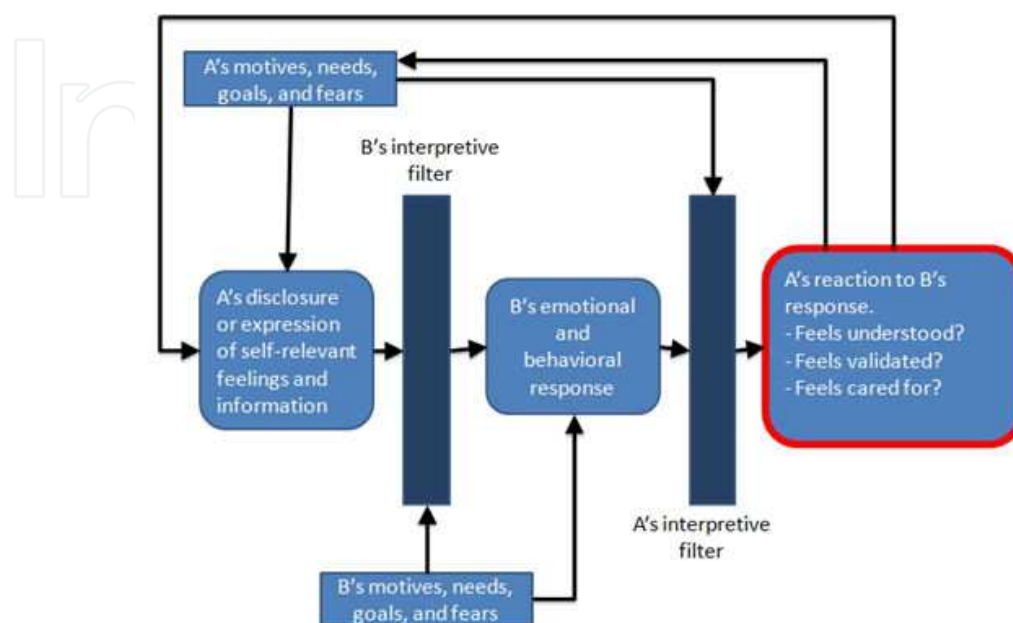 A's motives, needs,
goals, and fears
B's interpretive
filter
A's disclosure
or expression
of self-relevant
feelings and
information
B's emotional
and
behavioral
response
A's reaction to B's
response.
- Feels understood?
- Feels validated?
- Feels cared for?
A's interpretive
filter
B's motives, needs,
goals, and fears